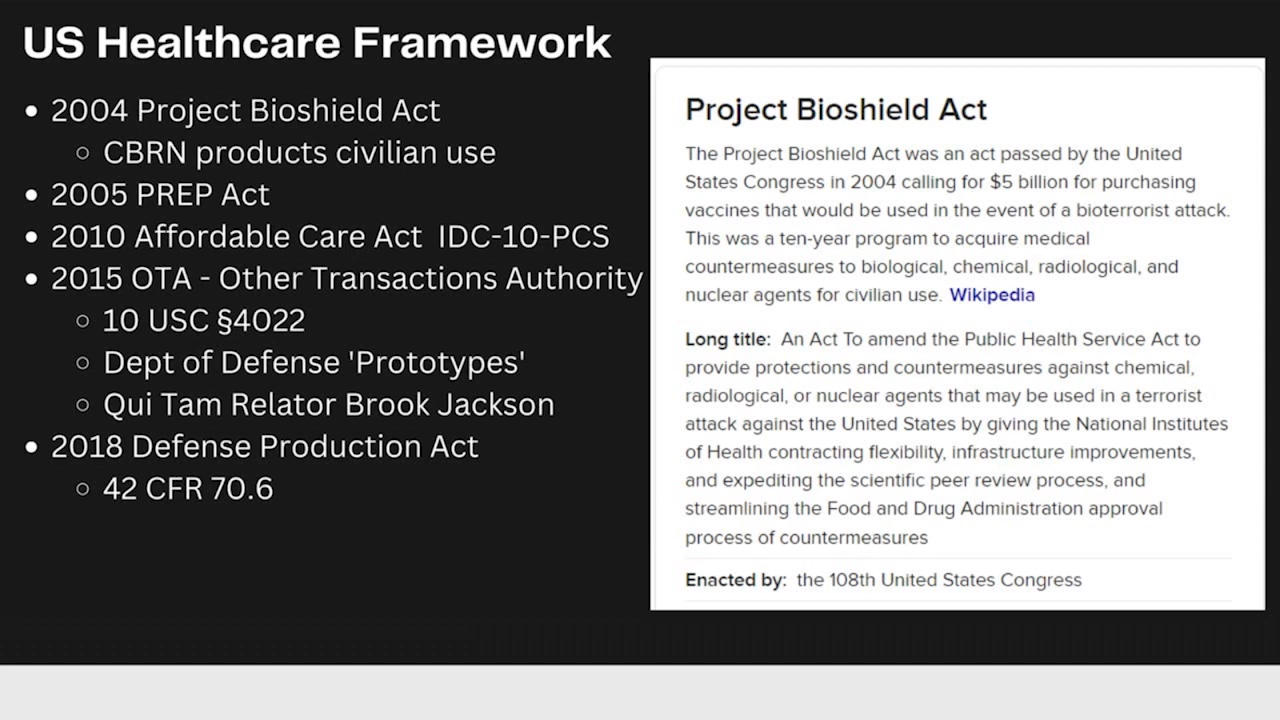 US Healthcare Framework
• 2004 Project Bioshield Act
○ CBRN products civilian use
• 2005 PREP Act
• 2010 Affordable Care Act IDC-10-PCS
• 2015 OTA - Other Transactions Authority
○ 10 USC §4022
○ Dept of Defense 'Prototypes'
○ Qui Tam Relator Brook Jackson
• 2018 Defense Production Act
○ 42 CFR 70.6
Project Bioshield Act
The Project Bioshield Act was an act passed by the United
States Congress in 2004 calling for $5 billion for purchasing
vaccines that would be used in the event of a bioterrorist attack.
This was a ten-year program to acquire medical
countermeasures to biological, chemical, radiological, and
nuclear agents for civilian use. Wikipedia
Long title: An Act To amend the Public Health Service Act to
provide protections and countermeasures against chemical,
radiological, or nuclear agents that may be used in a terrorist
attack against the United States by giving the National Institutes
of Health contracting flexibility, infrastructure improvements,
and expediting the scientific peer review process, and
streamlining the Food and Drug Administration approval
process of countermeasures
Enacted by: the 108th United States Congress